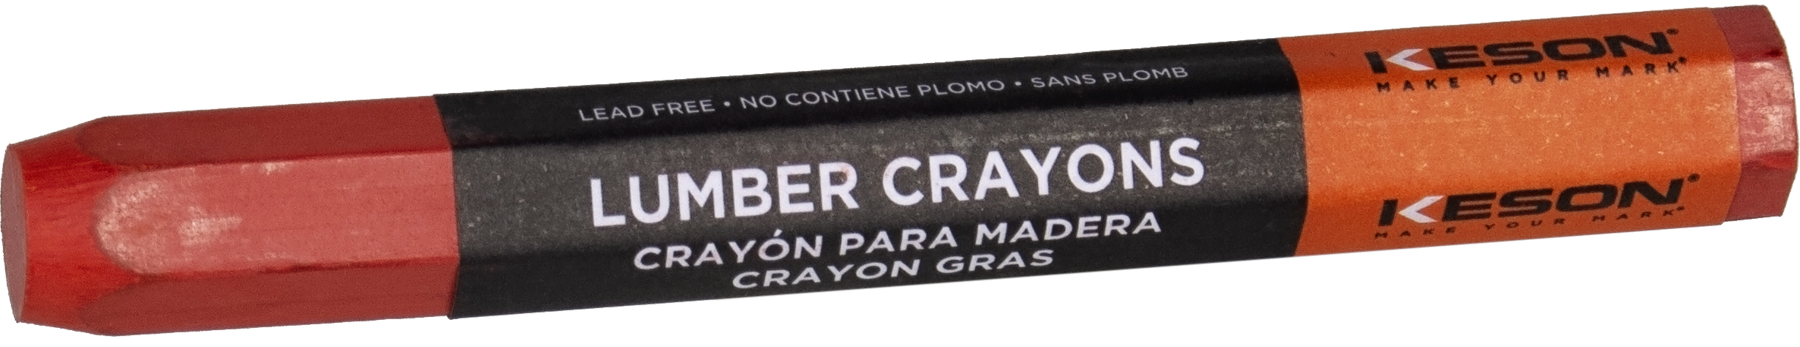 LEAD FREE • NO CONTIENE PLOMO • SANS PLOMB
LUMBER CRAYONS
CRAYÓN PARA MADERA
CRAYON GRAS
KESON®
MAKE YOUR MARK®
KESON®
MAKE YOUR MARK®